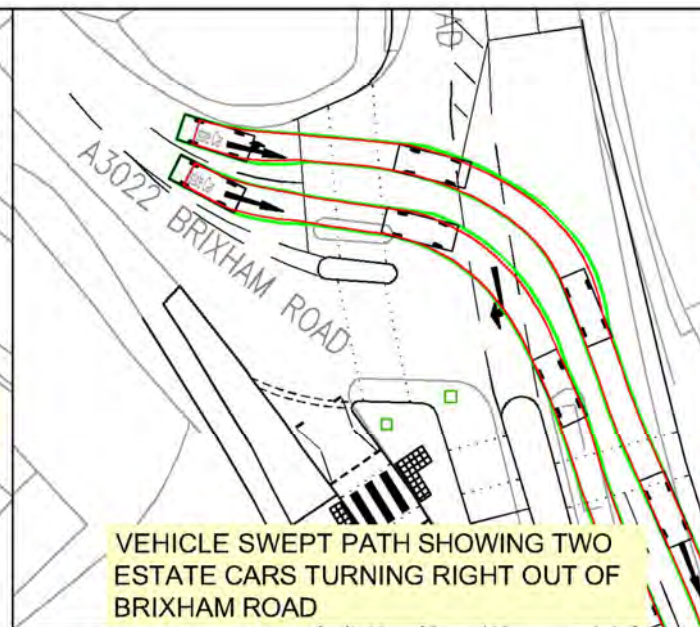 A3022 BRIXHAM ROAD
VEHICLE SWEPT PATH SHOWING TWO
ESTATE CARS TURNING RIGHT OUT OF
BRIXHAM ROAD